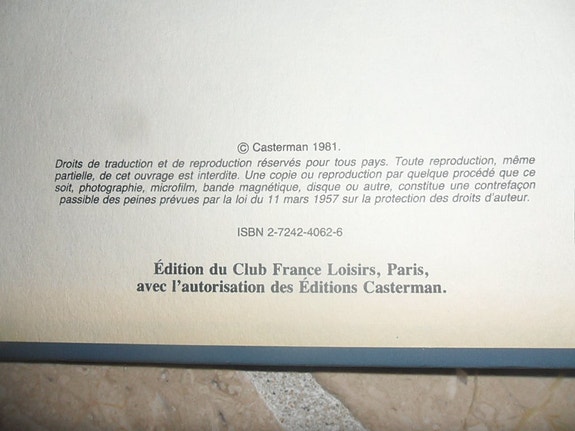 © Casterman 1981.
Droits de traduction et de reproduction réservés pour tous pays. Toute reproduction, même
partielle, de cet ouvrage est interdite. Une copie ou reproduction par quelque procédé que ce
soit, photographie, microfilm, bande magnétique, disque ou autre, constitue une contrefaçon
passible des peines prévues par la loi du 11 mars 1957 sur la protection des droits d'auteur.
ISBN 2-7242-4062-6
Édition du Club France Loisirs, Paris,
avec l'autorisation des Éditions Casterman.